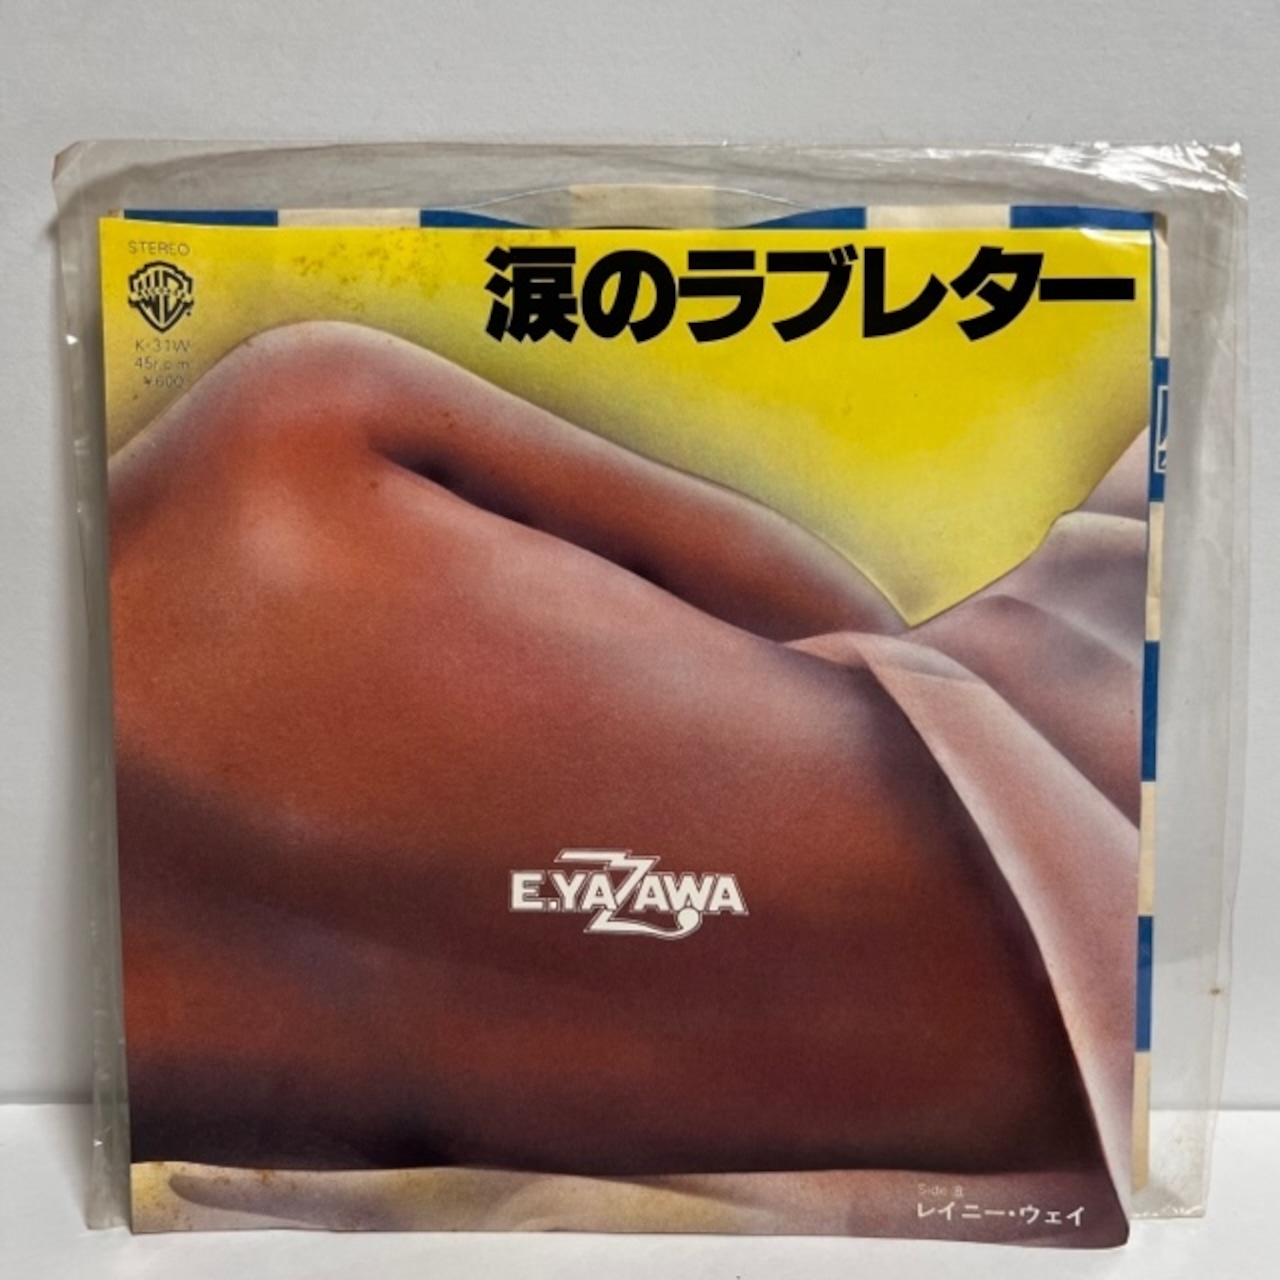 STEREO
涙のラブレター
K-31W
45r.p.m.
¥600
E.YAZAWA
Side B
レイニー・ウェイ